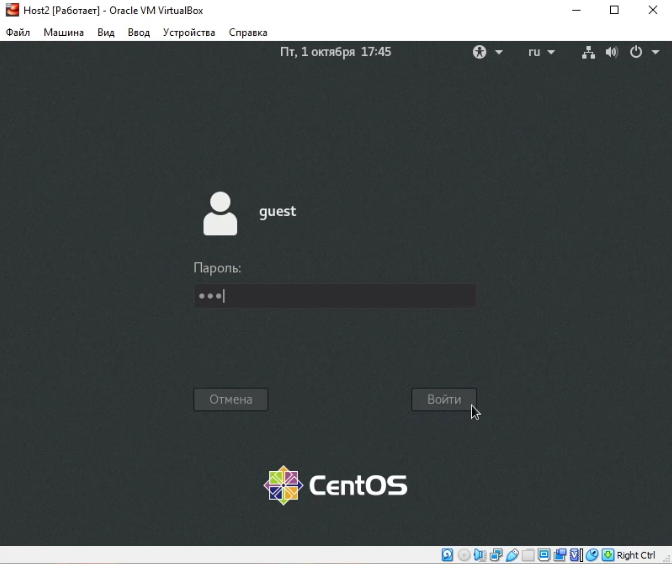 Host2 [Работает] - Oracle VM VirtualBox
Файл Машина Вид Ввод Устройства Справка
Пт, 1 октября 17:45
ru
guest
Пароль:
Отмена
Войти
CentOS
Right Ctrl